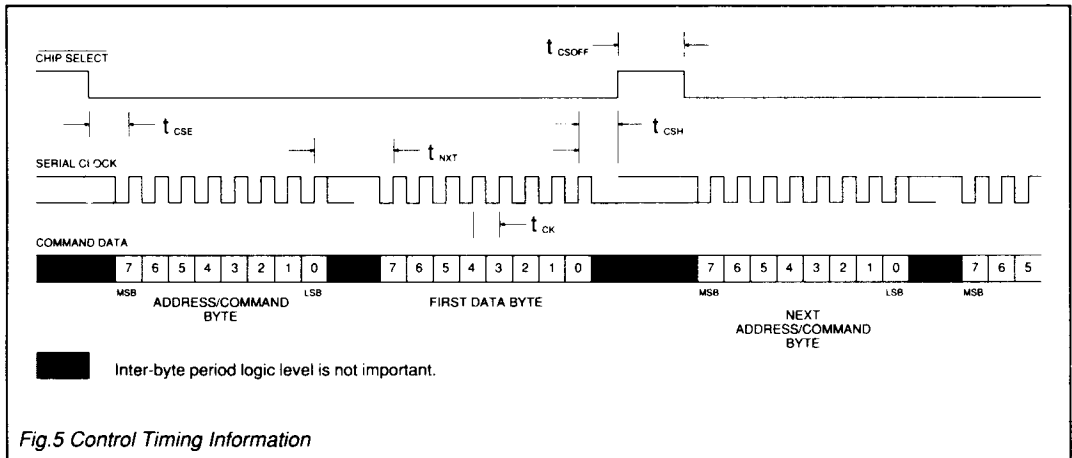 t CSOFF
CHIP SELECT
t CSE
t CSH
SERIAL CLOCK
t NXT
t CK
COMMAND DATA
7 6 5 4 3 2 1 0 7 6 5 4 3 2 1 0 7 6 5 4 3 2 1 0 7 6 5
MSB LSB MSB LSB MSB
ADDRESS/COMMAND
BYTE
FIRST DATA BYTE
NEXT
ADDRESS/COMMAND
BYTE
Inter-byte period logic level is not important.
Fig.5 Control Timing Information